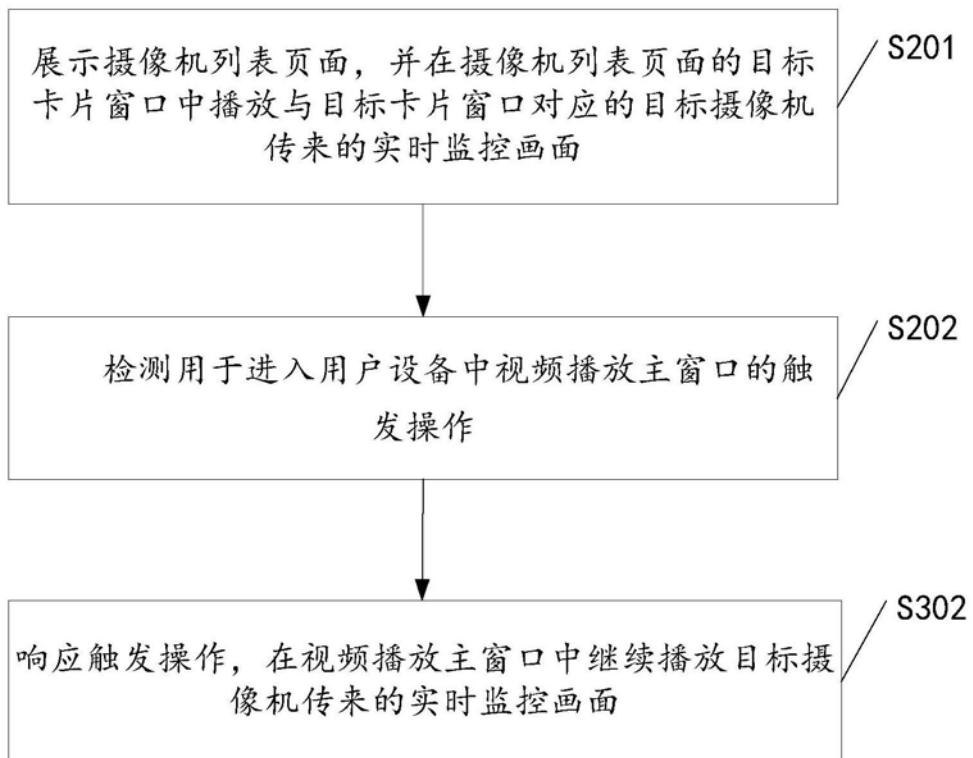 展示摄像机列表页面，并在摄像机列表页面的目标
卡片窗口中播放与目标卡片窗口对应的目标摄像机
传来的实时监控画面
S201
检测用于进入用户设备中视频播放主窗口的触
发操作
S202
响应触发操作，在视频播放主窗口中继续播放目标摄
像机传来的实时监控画面
S302